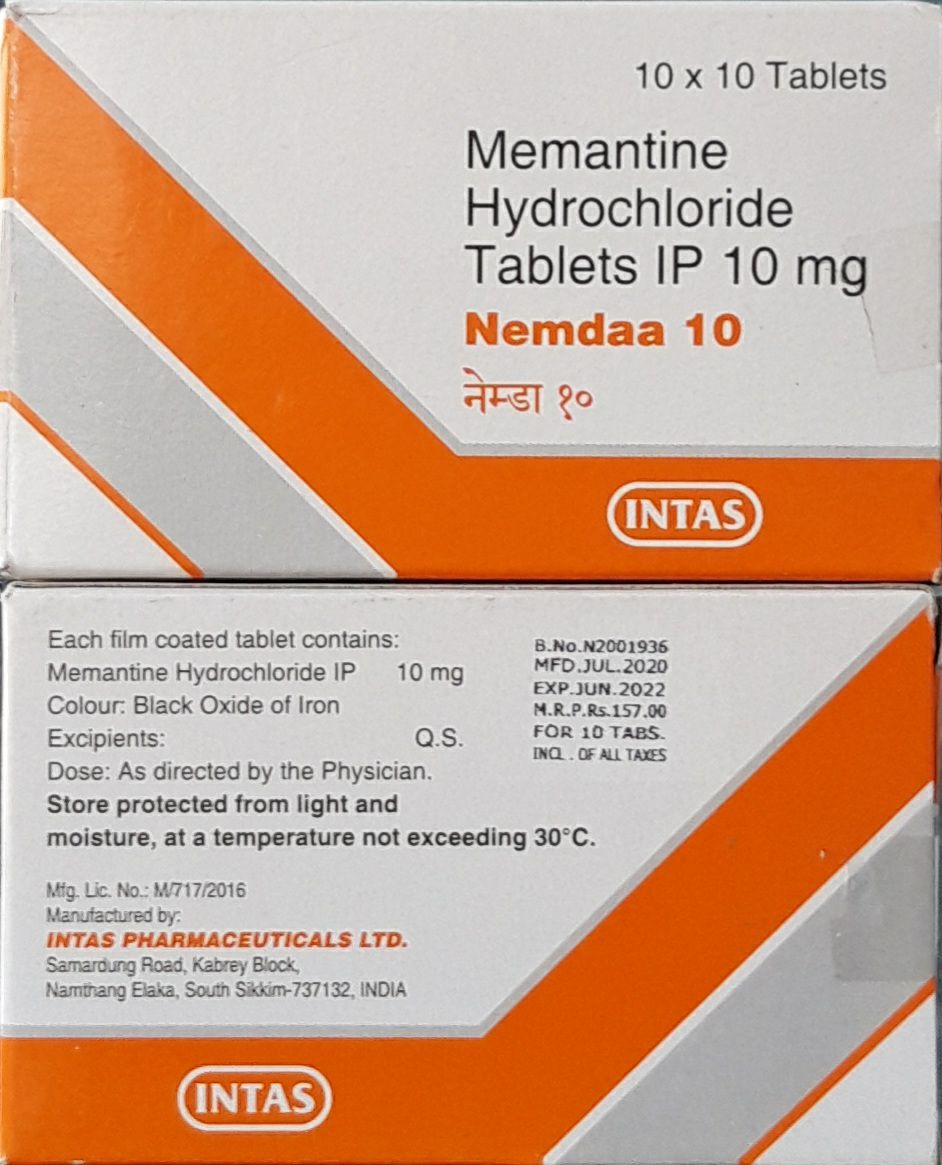 10 x 10 Tablets
Memantine
Hydrochloride
Tablets IP 10 mg
Nemdaa 10
नेम्डा १०
INTAS
Each film coated tablet contains:
Memantine Hydrochloride IP 10 mg
Colour: Black Oxide of Iron
Excipients: Q.S.
Dose: As directed by the Physician.
Store protected from light and
moisture, at a temperature not exceeding 30°C.
B.No.N2001936
MFD.JUL.2020
EXP.JUN.2022
M.R.P.Rs.157.00
FOR 10 TABS.
INCL . OF ALL TAXES
Mfg. Lic. No.: M/717/2016
Manufactured by:
INTAS PHARMACEUTICALS LTD.
Samardung Road, Kabrey Block,
Namthang Elaka, South Sikkim-737132, INDIA
INTAS